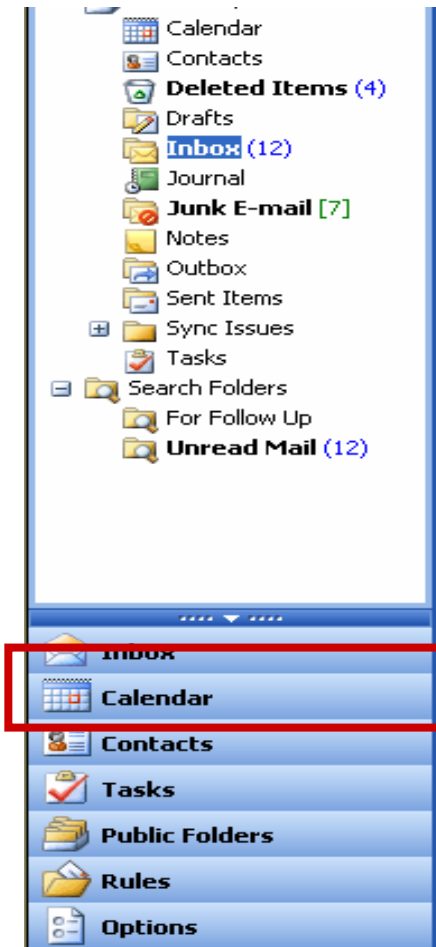 Calendar
Contacts
Deleted Items (4)
Drafts
Inbox (12)
Journal
Junk E-mail [7]
Notes
Outbox
Sent Items
Sync Issues
Tasks
Search Folders
For Follow Up
Unread Mail (12)
Inbox
Calendar
Contacts
Tasks
Public Folders
Rules
Options